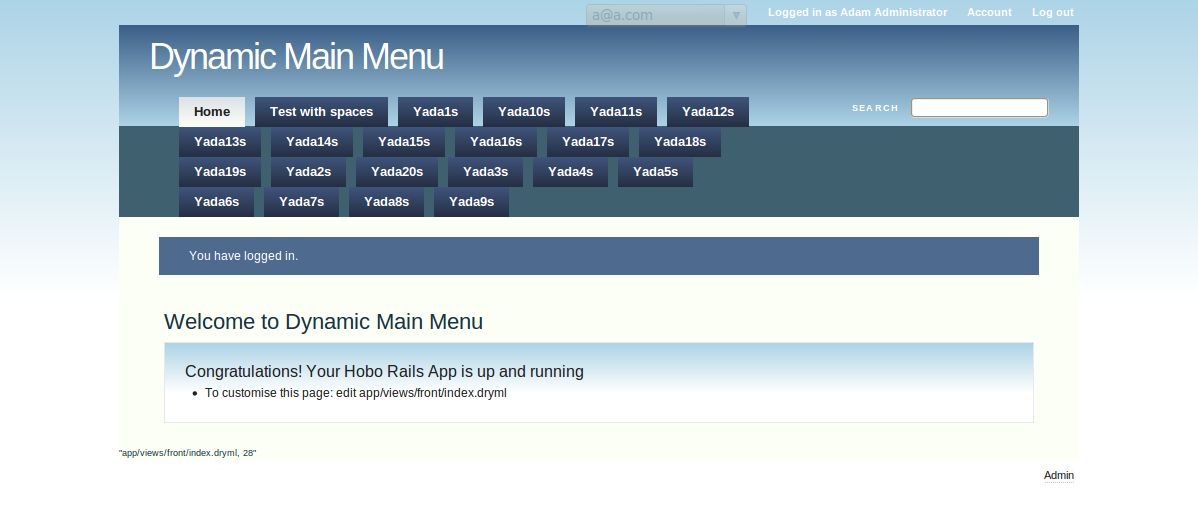 a@a.com Logged in as Adam Administrator Account Log out
Dynamic Main Menu
Home Test with spaces Yada1s Yada10s Yada11s Yada12s SEARCH
Yada13s Yada14s Yada15s Yada16s Yada17s Yada18s
Yada19s Yada2s Yada20s Yada3s Yada4s Yada5s
Yada6s Yada7s Yada8s Yada9s
You have logged in.
Welcome to Dynamic Main Menu
Congratulations! Your Hobo Rails App is up and running
• To customise this page: edit app/views/front/index.dryml
"app/views/front/index.dryml, 28"
Admin